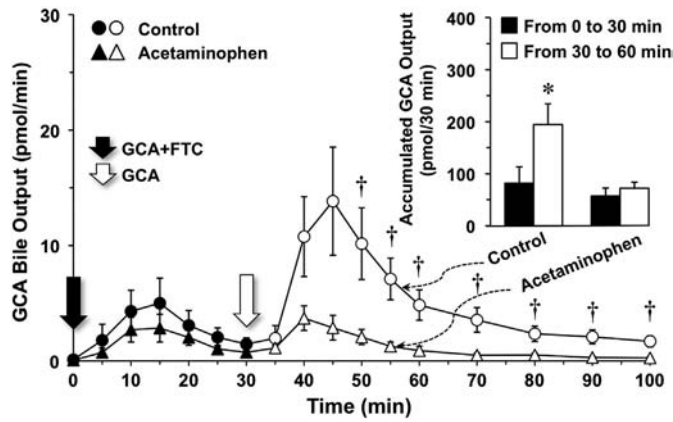 GCA Bile Output (pmol/min)
30
20
10
0
Control
Acetaminophen
GCA+FTC
GCA
† † † † † † †
Control
Acetaminophen
0 10 20 30 40 50 60 70 80 90 100
Time (min)
Accumulated GCA Output
(pmol/30 min)
400
300
200
100
0
From 0 to 30 min
From 30 to 60 min
*